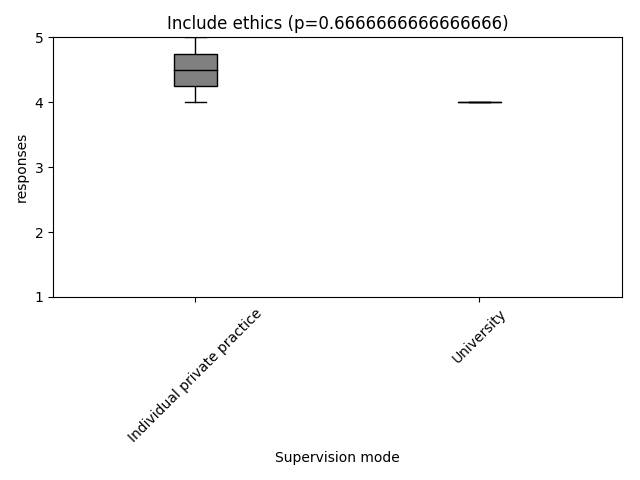 Include ethics (p=0.6666666666666666)
5
4
3
2
1
responses
Individual private practice
University
Supervision mode